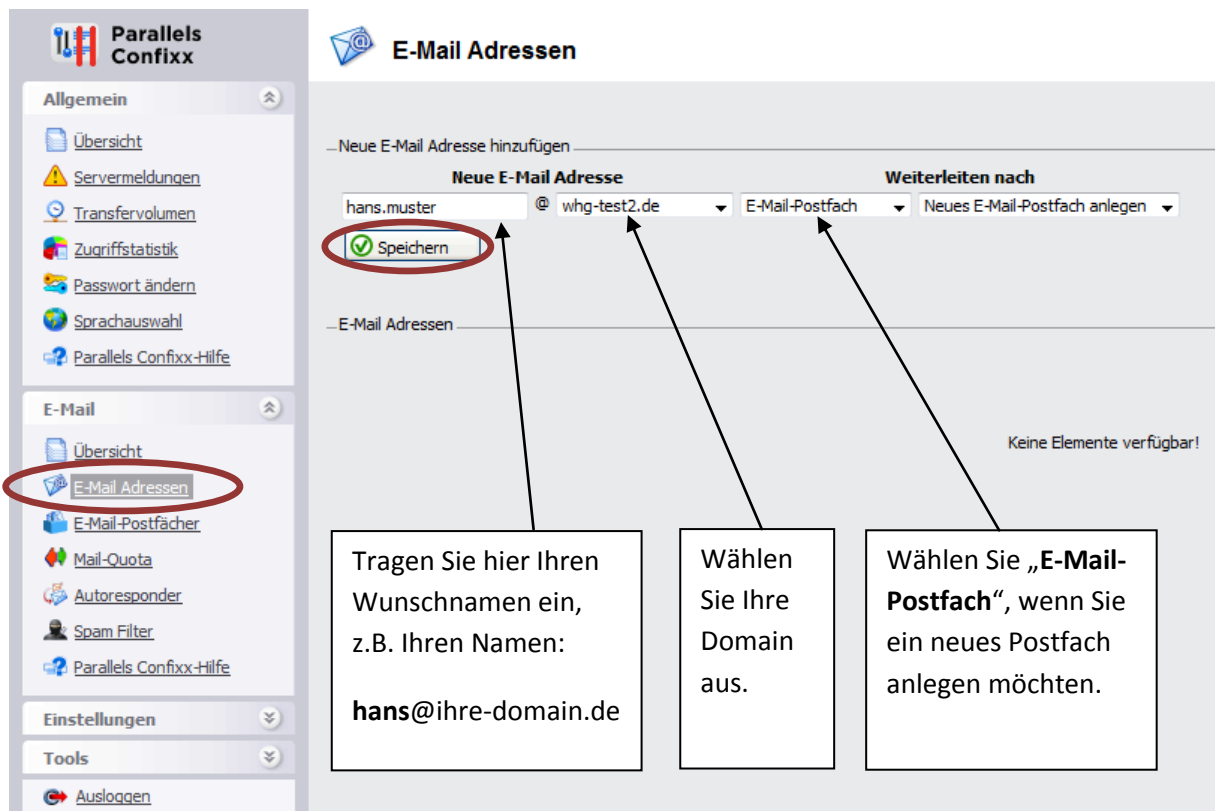 Parallels
Confixx
Allgemein
Übersicht
Servermeldungen
Transfervolumen
Zugriffstatistik
Passwort ändern
Sprachauswahl
Parallels Confixx-Hilfe
E-Mail
Übersicht
E-Mail Adressen
E-Mail-Postfächer
Mail-Quota
Autoresponder
Spam Filter
Parallels Confixx-Hilfe
Einstellungen
Tools
Ausloggen
E-Mail Adressen
Neue E-Mail Adresse hinzufügen
Neue E-Mail Adresse Weiterleiten nach
hans.muster @ whg-test2.de E-Mail-Postfach Neues E-Mail-Postfach anlegen
Speichern
E-Mail Adressen
Keine Elemente verfügbar!
Tragen Sie hier Ihren
Wunschnamen ein,
z.B. Ihren Namen:
hans@ihre-domain.de
Wählen
Sie Ihre
Domain
aus.
Wählen Sie „E-Mail-
Postfach“, wenn Sie
ein neues Postfach
anlegen möchten.